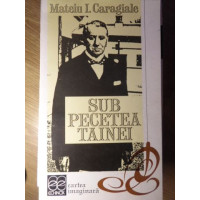 Mateiu I. Caragiale
SUB
PECETEA
TAINEI
cartea
imaginară